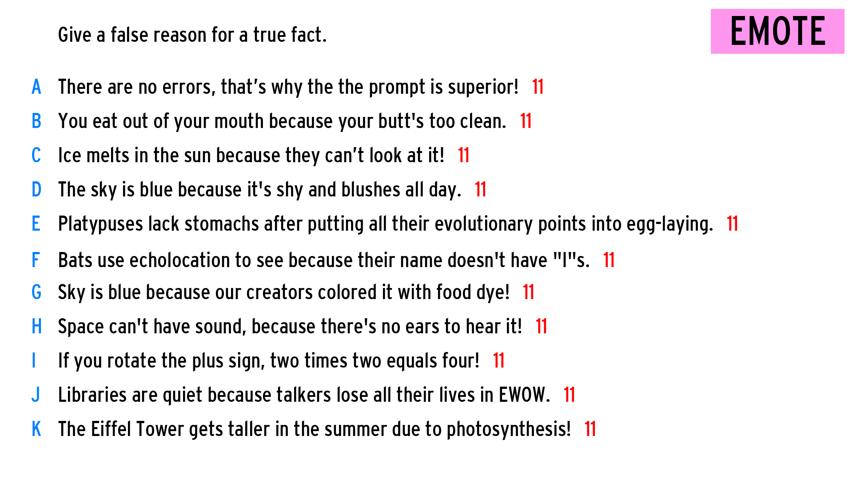 Give a false reason for a true fact.
EMOTE
A There are no errors, that's why the the prompt is superior! 11
B You eat out of your mouth because your butt's too clean. 11
C Ice melts in the sun because they can't look at it! 11
D The sky is blue because it's shy and blushes all day. 11
E Platypuses lack stomachs after putting all their evolutionary points into egg-laying. 11
F Bats use echolocation to see because their name doesn't have "I"s. 11
G Sky is blue because our creators colored it with food dye! 11
H Space can't have sound, because there's no ears to hear it! 11
I If you rotate the plus sign, two times two equals four! 11
J Libraries are quiet because talkers lose all their lives in EWOW. 11
K The Eiffel Tower gets taller in the summer due to photosynthesis! 11